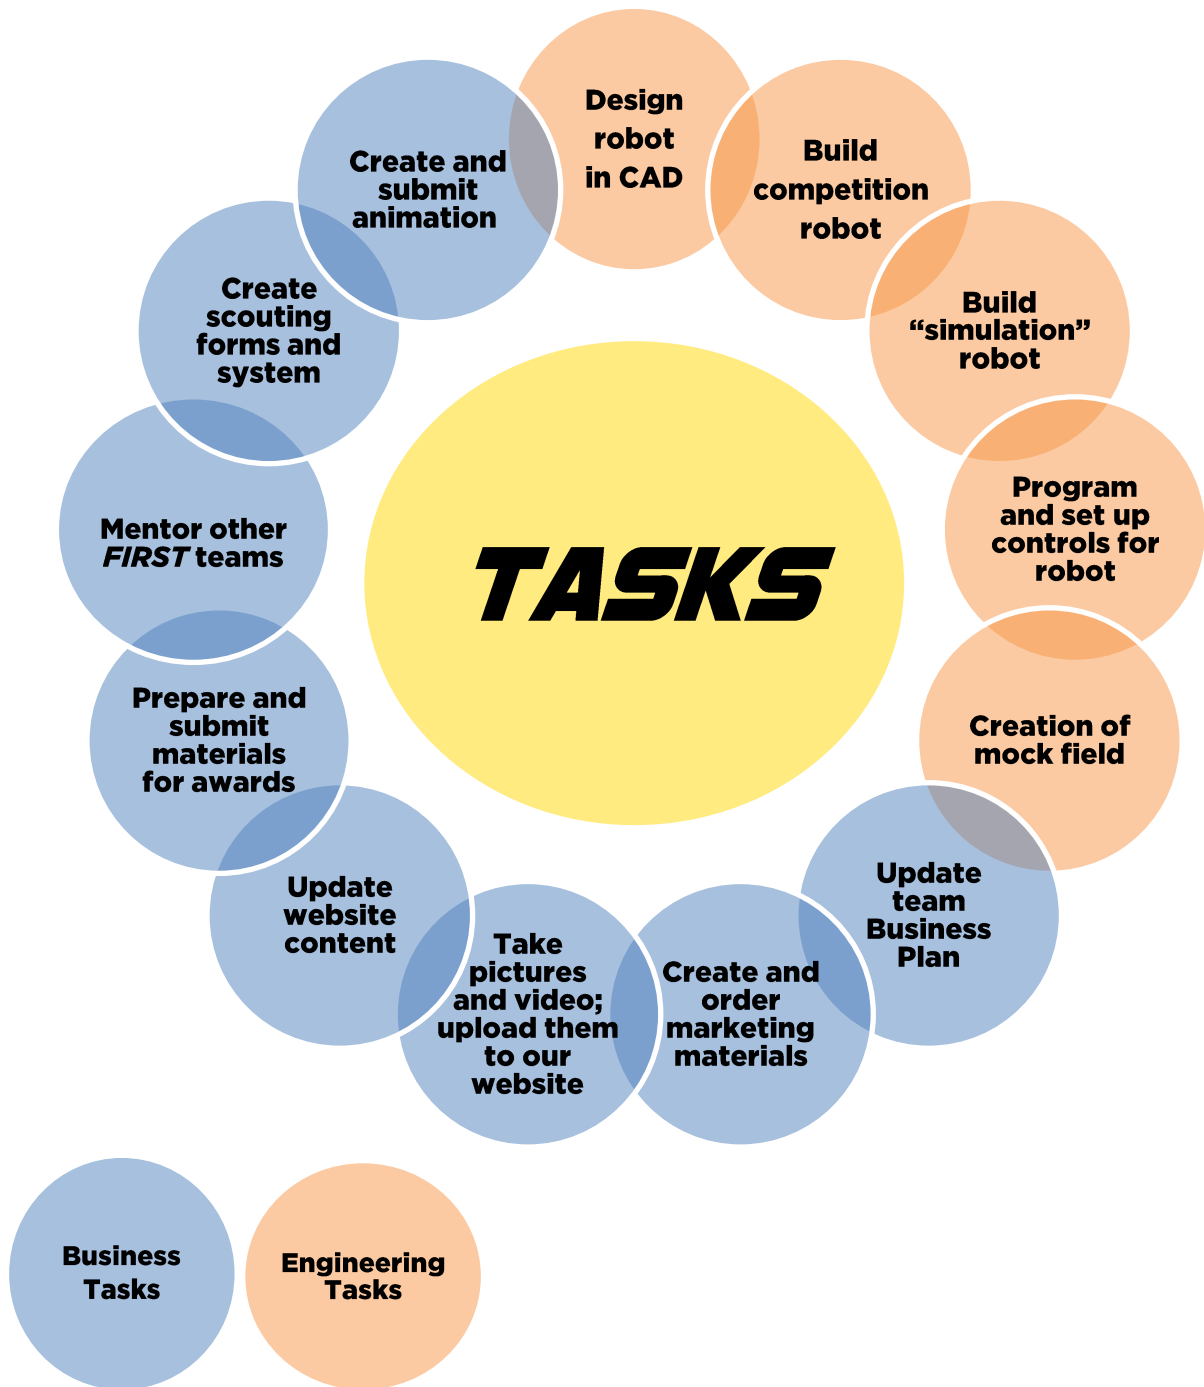 Design
robot
in CAD
Build
competition
robot
Build
“simulation”
robot
Program
and set up
controls for
robot
Creation of
mock field
Update
team
Business
Plan
Create and
order
marketing
materials
Take
pictures
and video;
upload them
to our
website
Update
website
content
Prepare and
submit
materials
for awards
Mentor other
FIRST teams
Create
scouting
forms and
system
Create and
submit
animation
TASKS
Business
Tasks
Engineering
Tasks